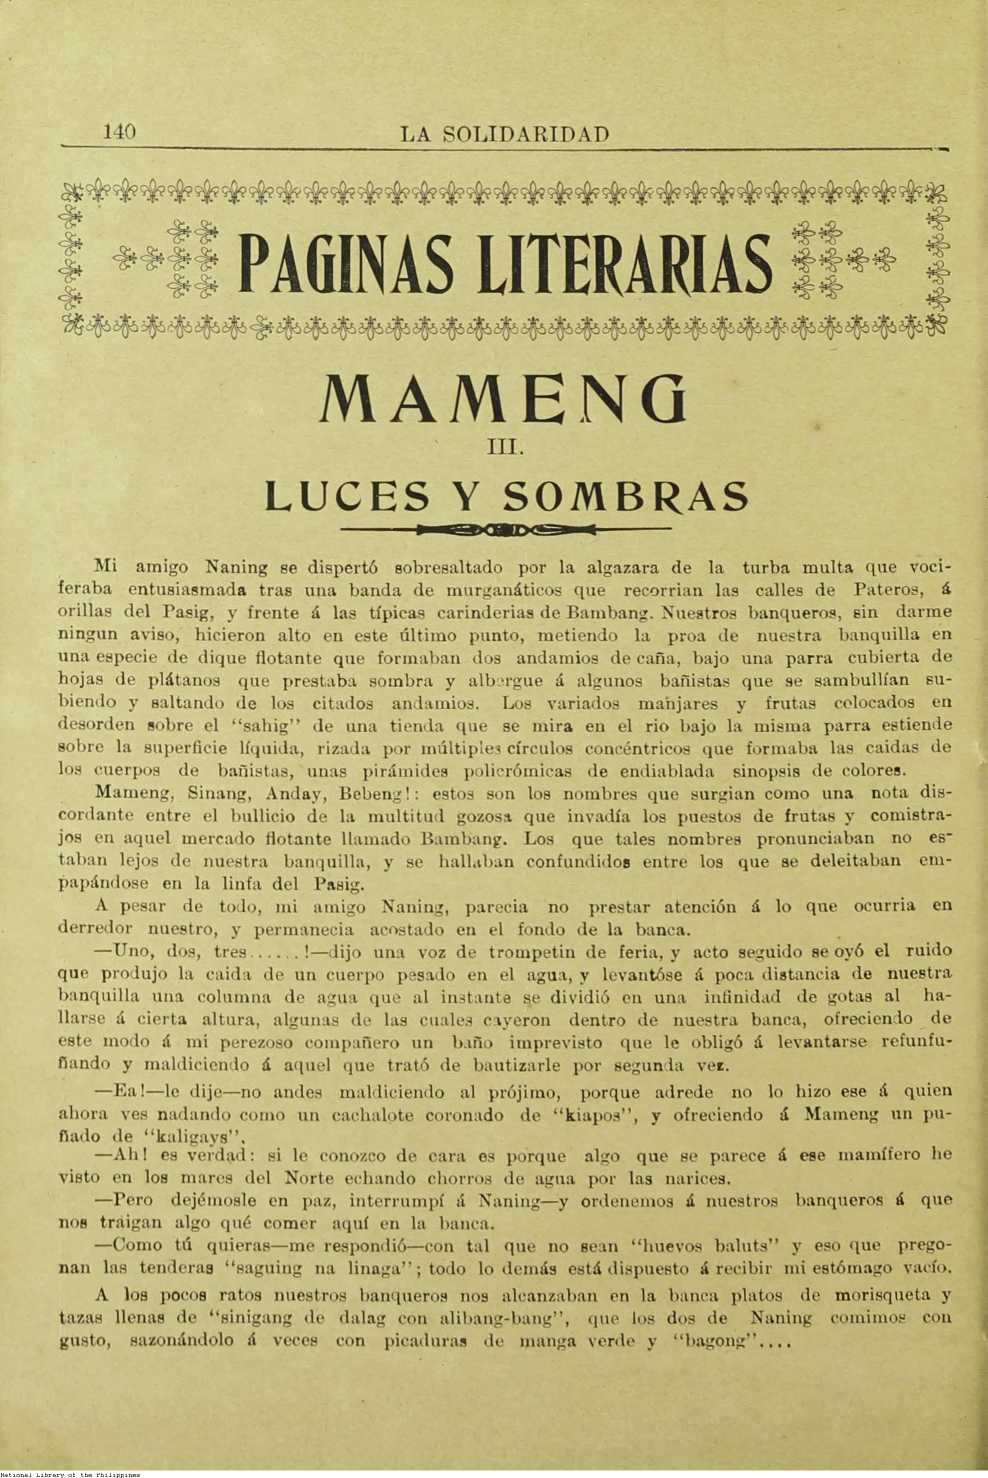 140
LA SOLIDARIDAD
PAGINAS LITERARIAS
MAMENG
III.
LUCES Y SOMBRAS
Mi amigo Naning se dispertó sobresaltado por la algazara de la turba multa que voci-
feraba entusiasmada tras una banda de murganáticos que recorrian las calles de Pateros, á
orillas del Pasig, y frente á las típicas carinderias de Bambang. Nuestros banqueros, sin darme
ningun aviso, hicieron alto en este último punto, metiendo la proa de nuestra banquilla en
una especie de dique flotante que formaban dos andamios de caña, bajo una parra cubierta de
hojas de plátanos que prestaba sombra y albergue á algunos bañistas que se sambullían su-
biendo y saltando de los citados andamios. Los variados manjares y frutas colocados en
desorden sobre el “sahig” de una tienda que se mira en el rio bajo la misma parra estiende
sobre la superficie líquida, rizada por múltiples círculos concéntricos que formaba las caidas de
los cuerpos de bañistas, unas pirámides policrómicas de endiablada sinopsis de colores.
Mameng, Sinang, Anday, Bebeng!: estos son los nombres que surgian como una nota dis-
cordante entre el bullicio de la multitud gozosa que invadía los puestos de frutas y comistra-
jos en aquel mercado flotante llamado Bambang. Los que tales nombres pronunciaban no es-
taban lejos de nuestra banquilla, y se hallaban confundidos entre los que se deleitaban em-
papándose en la linfa del Pasig.
A pesar de todo, mi amigo Naning, parecia no prestar atención á lo que ocurria en
derredor nuestro, y permanecia acostado en el fondo de la banca.
—Uno, dos, tres......!—dijo una voz de trompetin de feria, y acto seguido se oyó el ruido
que produjo la caida de un cuerpo pesado en el agua, y levantóse á poca distancia de nuestra
banquilla una columna de agua que al instante se dividió en una infinidad de gotas al ha-
llarse á cierta altura, algunas de las cuales cayeron dentro de nuestra banca, ofreciendo de
este modo á mi perezoso compañero un baño imprevisto que le obligó á levantarse refunfu-
ñando y maldiciendo á aquel que trató de bautizarle por segunda vez.
—Ea!—le dije—no andes maldiciendo al prójimo, porque adrede no lo hizo ese á quien
ahora ves nadando como un cachalote coronado de “kiapos”, y ofreciendo á Mameng un pu-
ñado de “kaligays”.
—Ah! es verdad: si le conozco de cara es porque algo que se parece á ese mamífero he
visto en los mares del Norte echando chorros de agua por las narices.
—Pero dejémosle en paz, interrumpí á Naning—y ordenemos á nuestros banqueros á que
nos traigan algo qué comer aquí en la banca.
—Como tú quieras—me respondió—con tal que no sean “huevos baluts” y eso que prego-
nan las tenderas “saguing na linaga”; todo lo demás está dispuesto á recibir mi estómago vacío.
A los pocos ratos nuestros banqueros nos alcanzaban en la banca platos de morisqueta y
tazas llenas de “sinigang de dalag con alibang-bang”, que los dos de Naning comimos con
gusto, sazonándolo á veces con picaduras de manga verde y “bagong”....
National Library of the Philippines